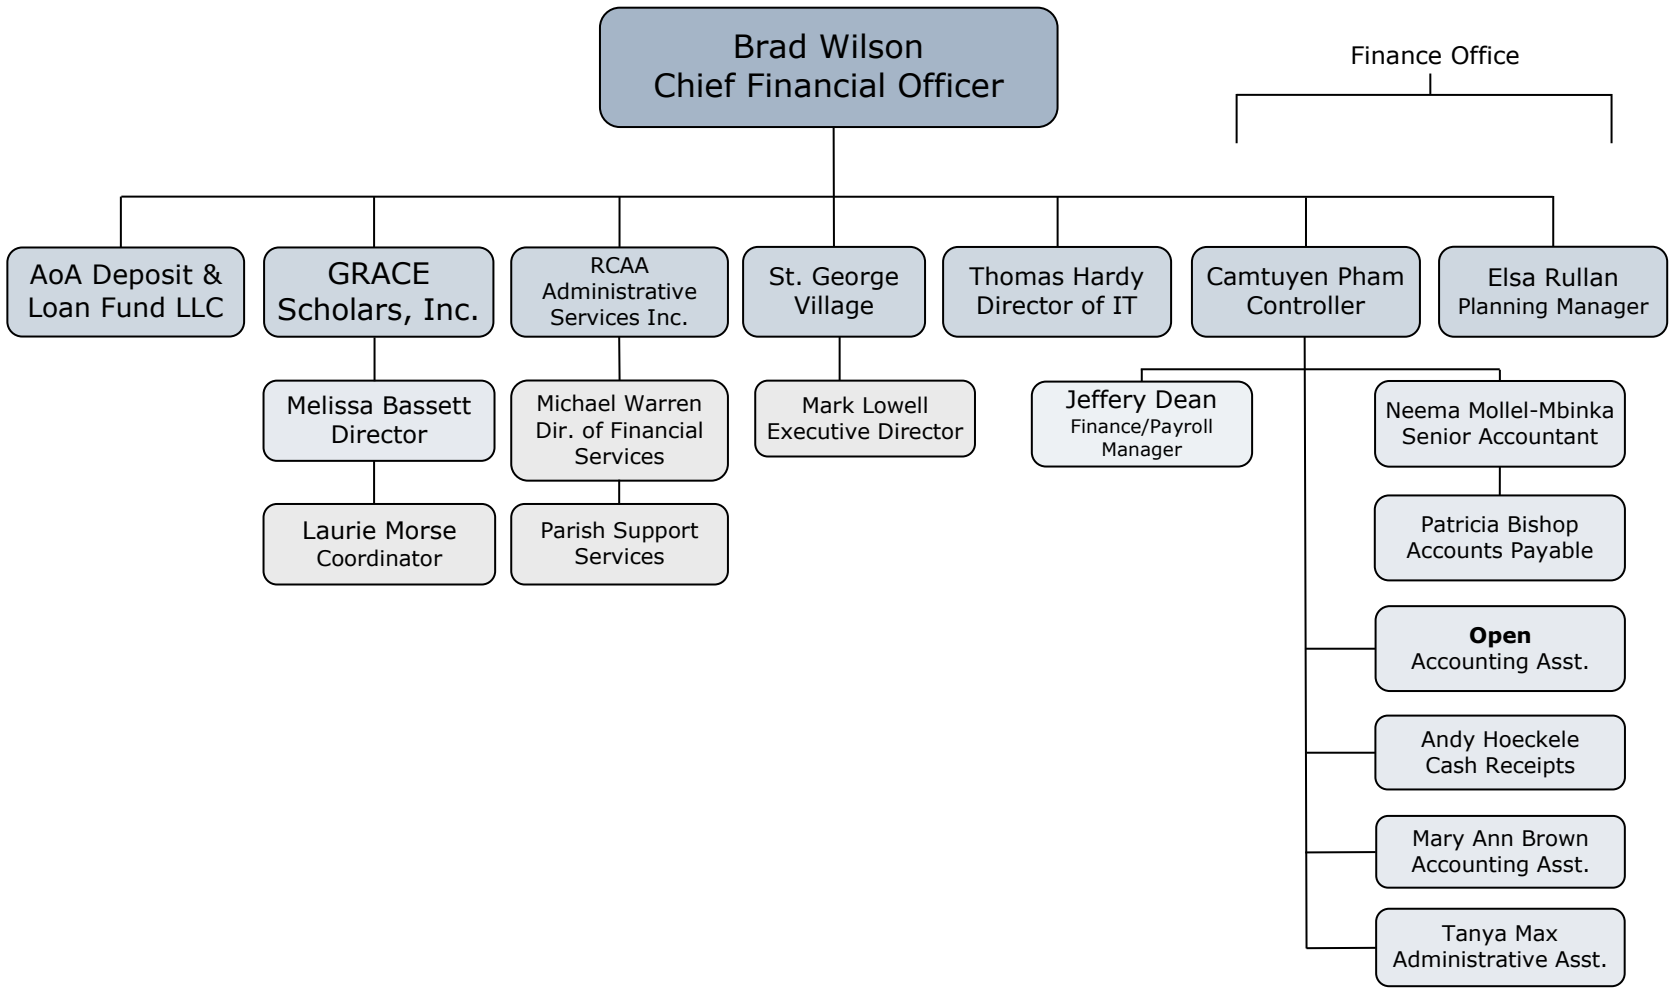 Brad Wilson
Chief Financial Officer
Finance Office
AoA Deposit &
Loan Fund LLC
GRACE
Scholars, Inc.
RCAA
Administrative
Services Inc.
St. George
Village
Thomas Hardy
Director of IT
Camtuyen Pham
Controller
Elsa Rullan
Planning Manager
Melissa Bassett
Director
Michael Warren
Dir. of Financial
Services
Mark Lowell
Executive Director
Jeffery Dean
Finance/Payroll
Manager
Neema Mollel-Mbinka
Senior Accountant
Laurie Morse
Coordinator
Parish Support
Services
Patricia Bishop
Accounts Payable
Open
Accounting Asst.
Andy Hoeckele
Cash Receipts
Mary Ann Brown
Accounting Asst.
Tanya Max
Administrative Asst.